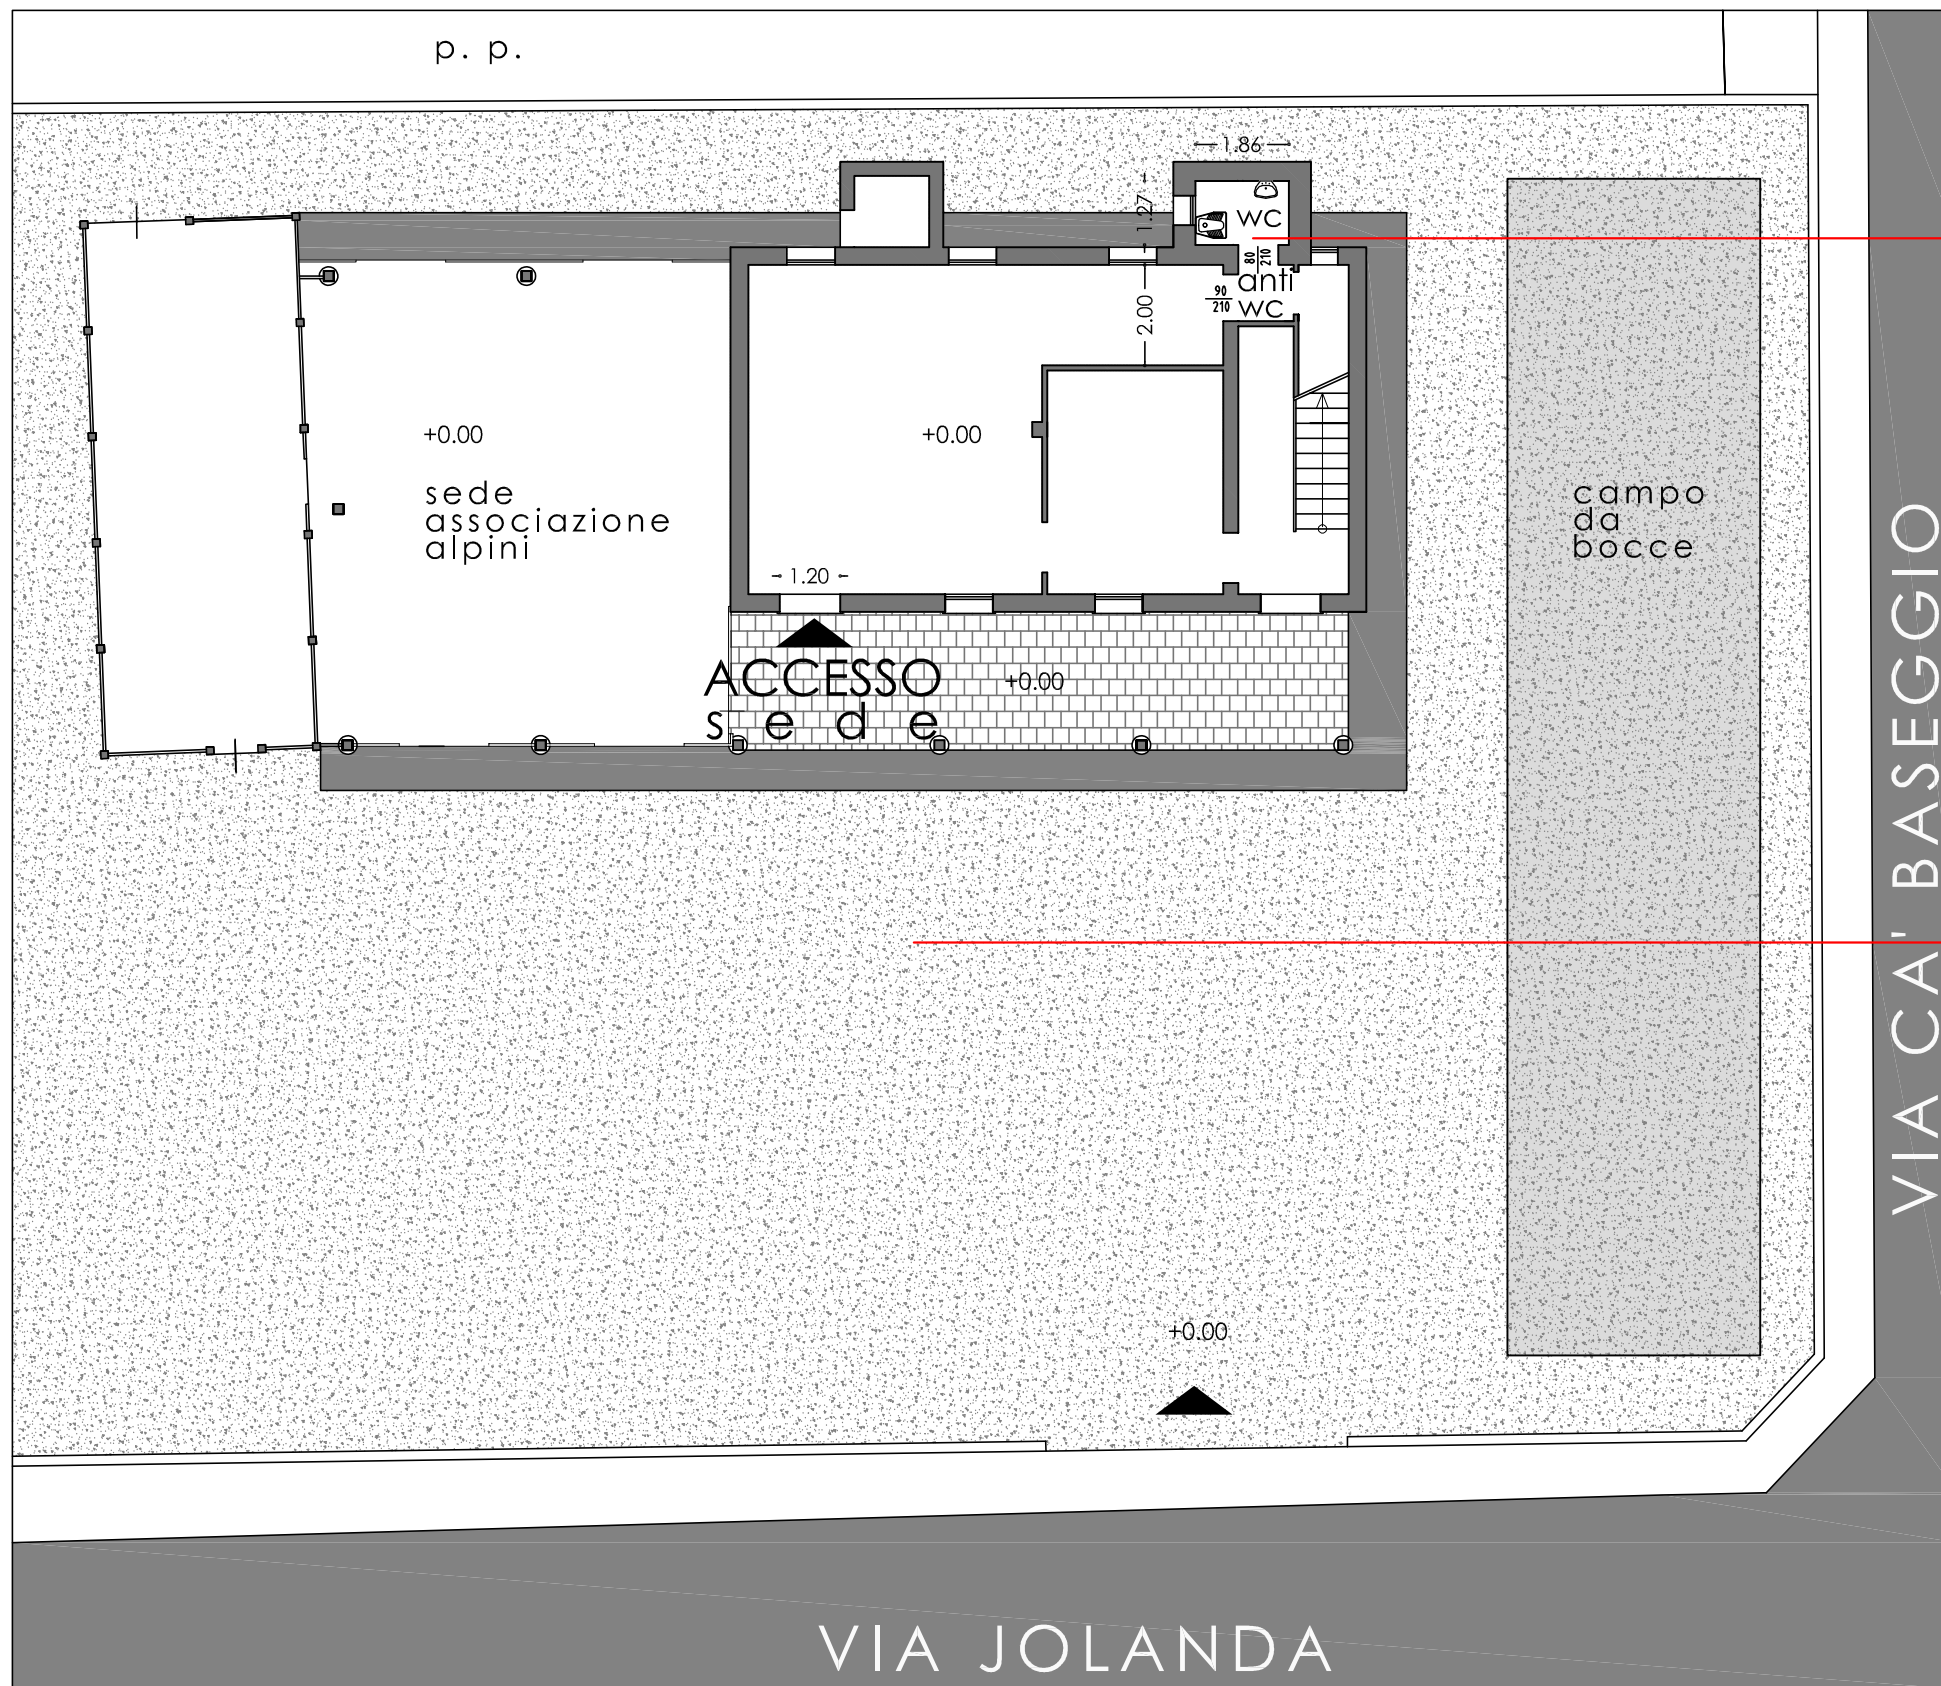 p. p.
1.86
1.27
wc
80
210
anti
wc
90
210
2.00
+0.00
+0.00
sede
associazione
alpini
campo
da
bocce
1.20
ACCESSO
sede
+0.00
+0.00
VIA CA' BASEGGIO
VIA JOLANDA